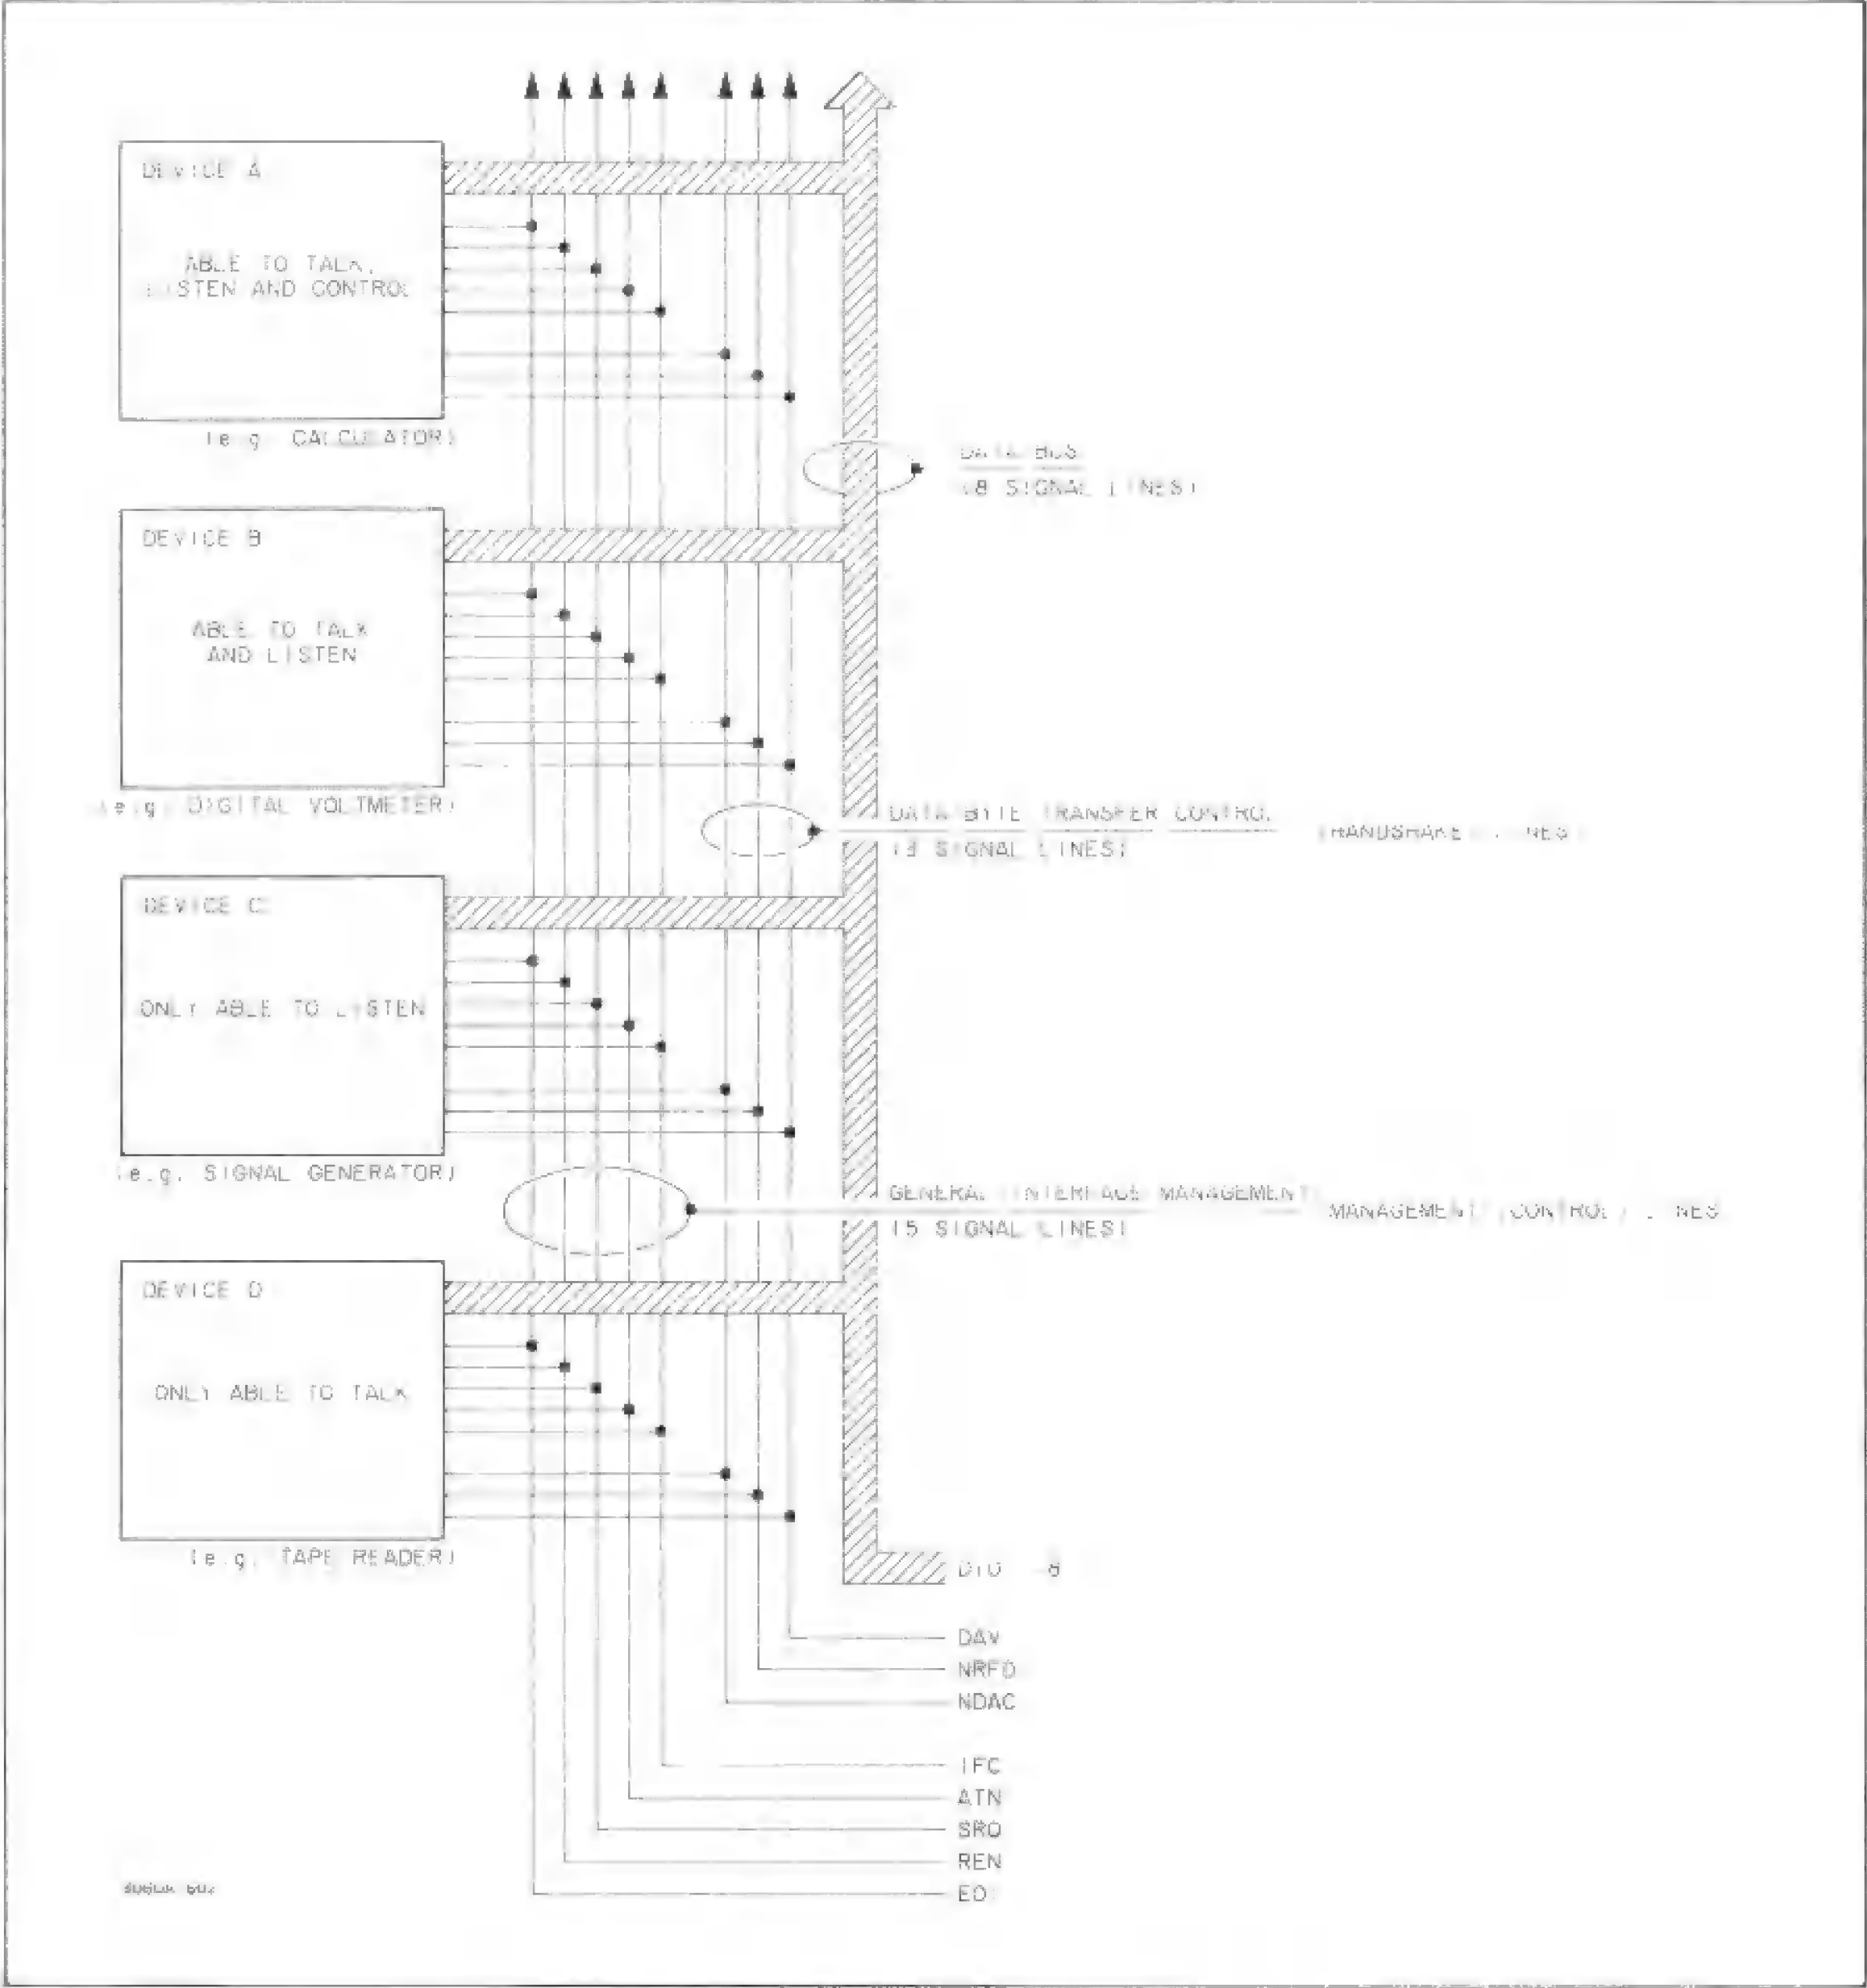 DEVICE A
ABLE TO TALK,
LISTEN AND CONTROL
(e.g. CALCULATOR)
DATA BUS
(8 SIGNAL LINES)
DEVICE B
ABLE TO TALK
AND LISTEN
(e.g. DIGITAL VOLTMETER)
DATA BYTE TRANSFER CONTROL
(3 SIGNAL LINES)
(HANDSHAKE LINES)
DEVICE C
ONLY ABLE TO LISTEN
(e.g. SIGNAL GENERATOR)
GENERAL INTERFACE MANAGEMENT
(5 SIGNAL LINES)
MANAGEMENT (CONTROL) LINES
DEVICE D
ONLY ABLE TO TALK
(e.g. TAPE READER)
DIO -8
DAV
NRFD
NDAC
IFC
ATN
SRQ
REN
EOI